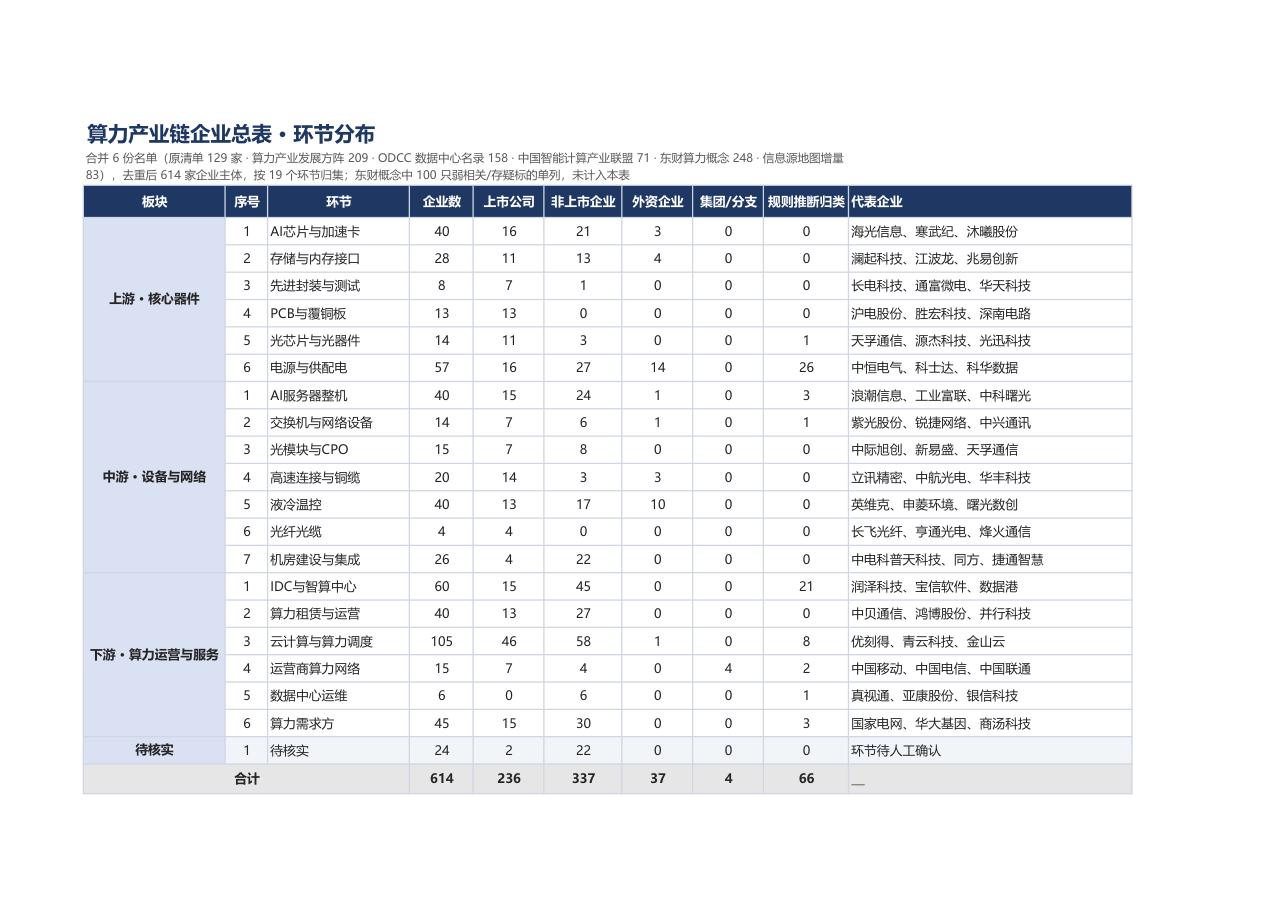 算力产业链企业总表 · 环节分布
合并 6 份名单（原清单 129 家 · 算力产业发展方阵 209 · ODCC 数据中心名录 158 · 中国智能计算产业联盟 71 · 东财算力概念 248 · 信息源地图增量
83），去重后 614 家企业主体，按 19 个环节归集；东财概念中 100 只弱相关/存疑标的单列，未计入本表
板块 序号 环节 企业数 上市公司 非上市企业 外资企业 集团/分支 规则推断归类 代表企业
上游 · 核心器件
1 AI芯片与加速卡 40 16 21 3 0 0 海光信息、寒武纪、沐曦股份
2 存储与内存接口 28 11 13 4 0 0 澜起科技、江波龙、兆易创新
3 先进封装与测试 8 7 1 0 0 0 长电科技、通富微电、华天科技
4 PCB与覆铜板 13 13 0 0 0 0 沪电股份、胜宏科技、深南电路
5 光芯片与光器件 14 11 3 0 0 1 天孚通信、源杰科技、光迅科技
6 电源与供配电 57 16 27 14 0 26 中恒电气、科士达、科华数据
中游 · 设备与网络
1 AI服务器整机 40 15 24 1 0 3 浪潮信息、工业富联、中科曙光
2 交换机与网络设备 14 7 6 1 0 1 紫光股份、锐捷网络、中兴通讯
3 光模块与CPO 15 7 8 0 0 0 中际旭创、新易盛、天孚通信
4 高速连接与铜缆 20 14 3 3 0 0 立讯精密、中航光电、华丰科技
5 液冷温控 40 13 17 10 0 0 英维克、申菱环境、曙光数创
6 光纤光缆 4 4 0 0 0 0 长飞光纤、亨通光电、烽火通信
7 机房建设与集成 26 4 22 0 0 0 中电科普天科技、同方、捷通智慧
下游 · 算力运营与服务
1 IDC与智算中心 60 15 45 0 0 21 润泽科技、宝信软件、数据港
2 算力租赁与运营 40 13 27 0 0 0 中贝通信、鸿博股份、并行科技
3 云计算与算力调度 105 46 58 1 0 8 优刻得、青云科技、金山云
4 运营商算力网络 15 7 4 0 4 2 中国移动、中国电信、中国联通
5 数据中心运维 6 0 6 0 0 1 真视通、亚康股份、银信科技
6 算力需求方 45 15 30 0 0 3 国家电网、华大基因、商汤科技
待核实 1 待核实 24 2 22 0 0 0 环节待人工确认
合计 614 236 337 37 4 66 __